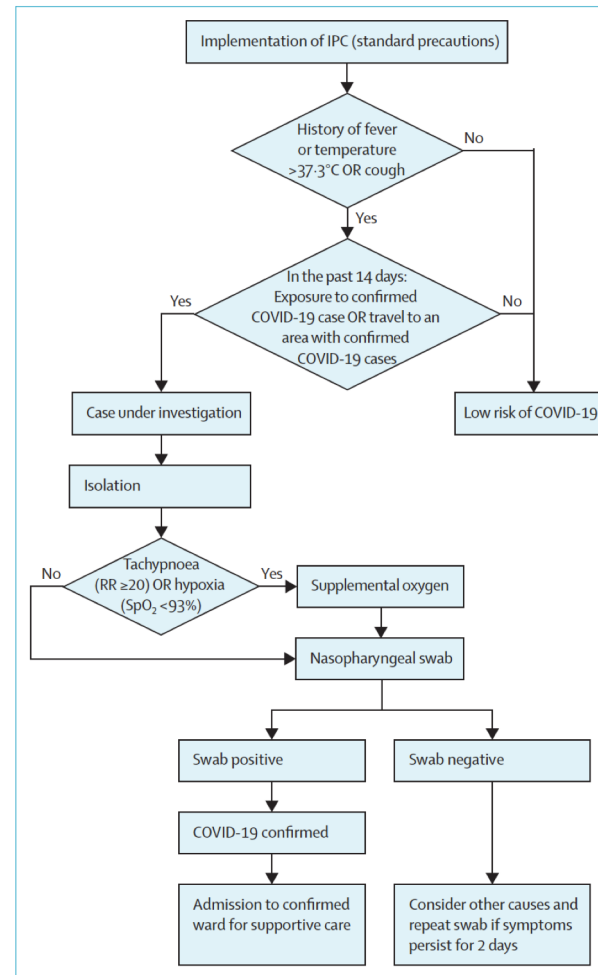 Implementation of IPC (standard precautions)
History of fever
or temperature
>37·3°C OR cough
No
Yes
In the past 14 days:
Exposure to confirmed
COVID-19 case OR travel to an
area with confirmed
COVID-19 cases
Yes
No
Case under investigation
Low risk of COVID-19
Isolation
Tachypnoea
(RR ≥20) OR hypoxia
(SpO₂ <93%)
No
Yes
Supplemental oxygen
Nasopharyngeal swab
Swab positive
Swab negative
COVID-19 confirmed
Admission to confirmed
ward for supportive care
Consider other causes and
repeat swab if symptoms
persist for 2 days